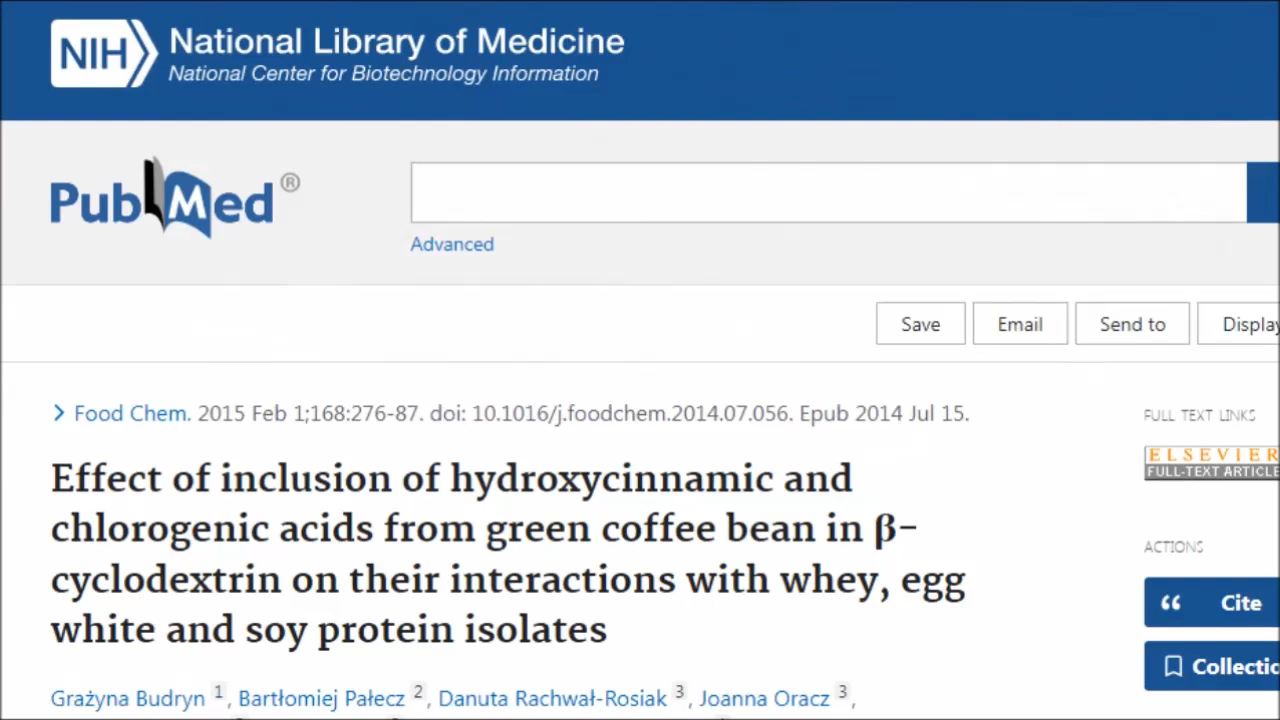 NIH National Library of Medicine
National Center for Biotechnology Information
PubMed®
Advanced
Save Email Send to Display
Food Chem. 2015 Feb 1;168:276-87. doi: 10.1016/j.foodchem.2014.07.056. Epub 2014 Jul 15.
FULL TEXT LINKS
Effect of inclusion of hydroxycinnamic and
chlorogenic acids from green coffee bean in β-
cyclodextrin on their interactions with whey, egg
white and soy protein isolates
ELSEVIER
FULL-TEXT ARTICLE
ACTIONS
Cite
Collectio
Grażyna Budryn 1, Bartłomiej Pałecz 2, Danuta Rachwał-Rosiak 3, Joanna Oracz 3,